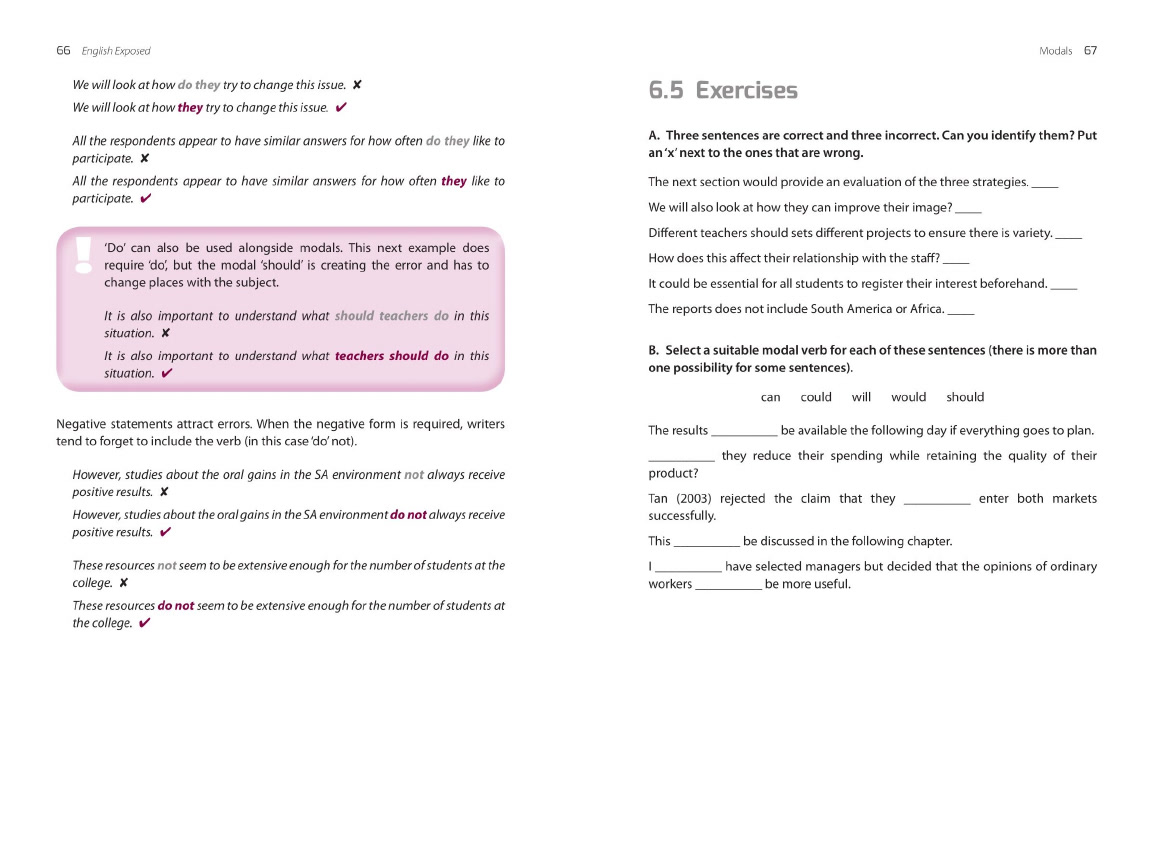 66 English Exposed
We will look at how do they try to change this issue. ✘
We will look at how they try to change this issue. ✔
All the respondents appear to have similar answers for how often do they like to
participate. ✘
All the respondents appear to have similar answers for how often they like to
participate. ✔
! 'Do' can also be used alongside modals. This next example does
require 'do', but the modal 'should' is creating the error and has to
change places with the subject.
It is also important to understand what should teachers do in this
situation. ✘
It is also important to understand what teachers should do in this
situation. ✔
Negative statements attract errors. When the negative form is required, writers
tend to forget to include the verb (in this case 'do' not).
However, studies about the oral gains in the SA environment not always receive
positive results. ✘
However, studies about the oral gains in the SA environment do not always receive
positive results. ✔
These resources not seem to be extensive enough for the number of students at the
college. ✘
These resources do not seem to be extensive enough for the number of students at
the college. ✔
Modals 67
6.5 Exercises
A. Three sentences are correct and three incorrect. Can you identify them? Put
an 'x' next to the ones that are wrong.
The next section would provide an evaluation of the three strategies. ____
We will also look at how they can improve their image? ____
Different teachers should sets different projects to ensure there is variety. ____
How does this affect their relationship with the staff? ____
It could be essential for all students to register their interest beforehand. ____
The reports does not include South America or Africa. ____
B. Select a suitable modal verb for each of these sentences (there is more than
one possibility for some sentences).
can could will would should
The results __________ be available the following day if everything goes to plan.
__________ they reduce their spending while retaining the quality of their
product?
Tan (2003) rejected the claim that they __________ enter both markets
successfully.
This __________ be discussed in the following chapter.
I __________ have selected managers but decided that the opinions of ordinary
workers __________ be more useful.